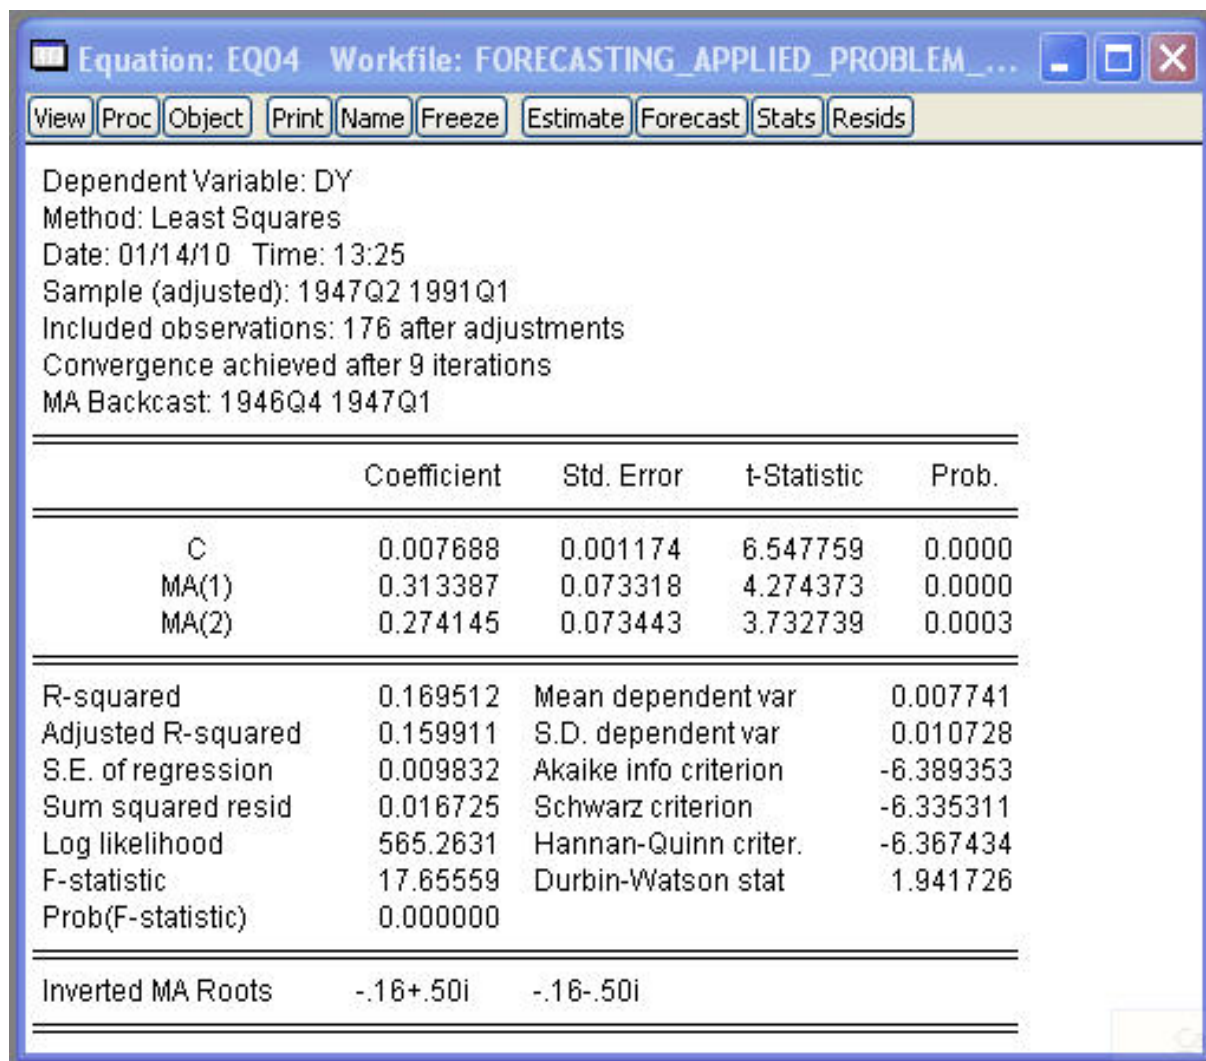 Equation: EQ04 Workfile: FORECASTING_APPLIED_PROBLEM_...
View Proc Object Print Name Freeze Estimate Forecast Stats Resids
Dependent Variable: DY
Method: Least Squares
Date: 01/14/10 Time: 13:25
Sample (adjusted): 1947Q2 1991Q1
Included observations: 176 after adjustments
Convergence achieved after 9 iterations
MA Backcast: 1946Q4 1947Q1
Coefficient Std. Error t-Statistic Prob.
C 0.007688 0.001174 6.547759 0.0000
MA(1) 0.313387 0.073318 4.274373 0.0000
MA(2) 0.274145 0.073443 3.732739 0.0003
R-squared 0.169512 Mean dependent var 0.007741
Adjusted R-squared 0.159911 S.D. dependent var 0.010728
S.E. of regression 0.009832 Akaike info criterion -6.389353
Sum squared resid 0.016725 Schwarz criterion -6.335311
Log likelihood 565.2631 Hannan-Quinn criter. -6.367434
F-statistic 17.65559 Durbin-Watson stat 1.941726
Prob(F-statistic) 0.000000
Inverted MA Roots -.16+.50i -.16-.50i